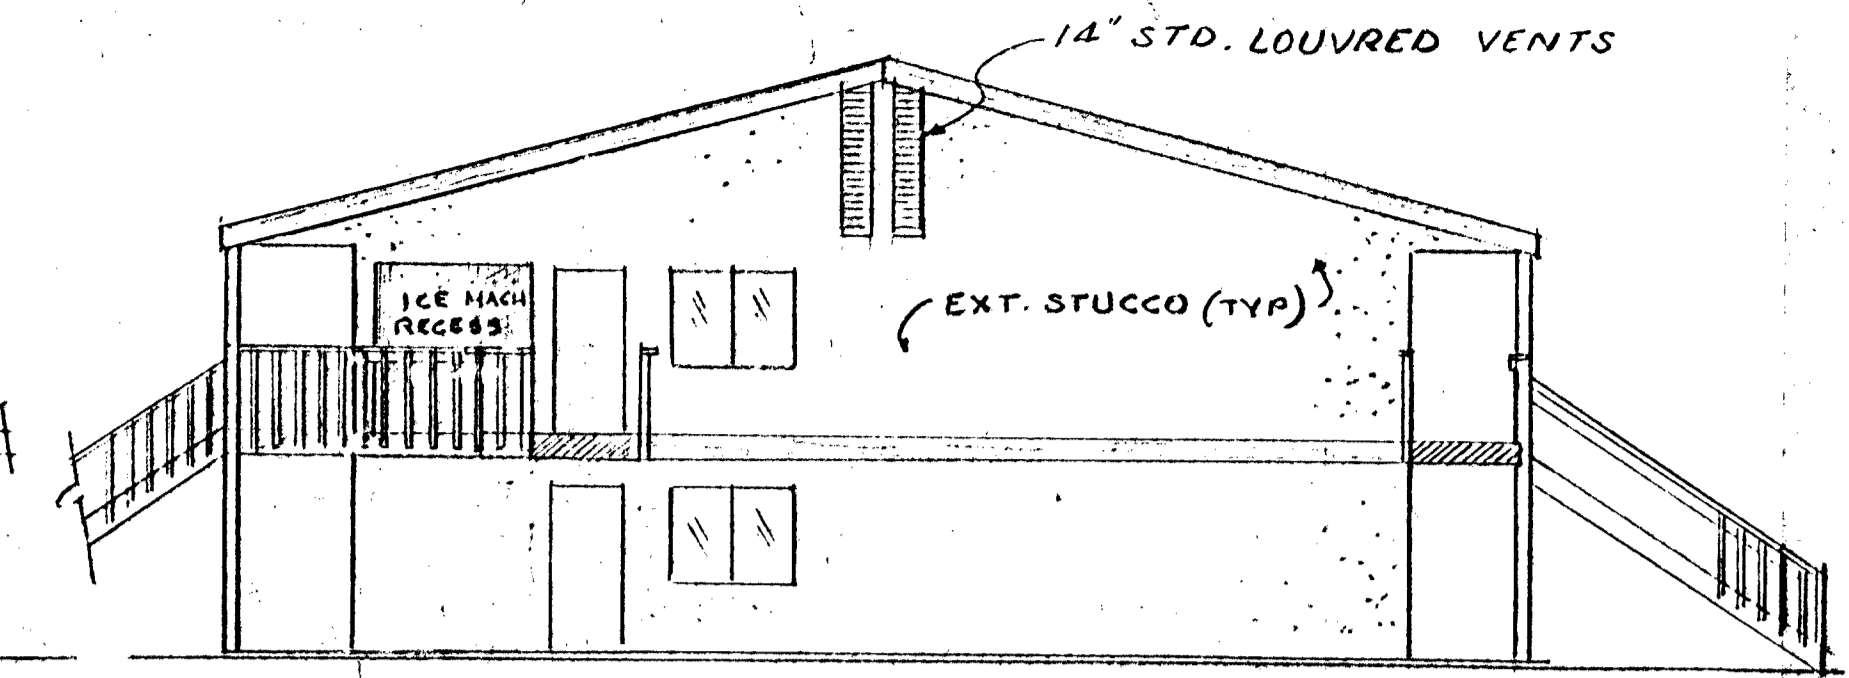 14" STD. LOUVRED VENTS
ICE MACH
RECESS
EXT. STUCCO (TYP)